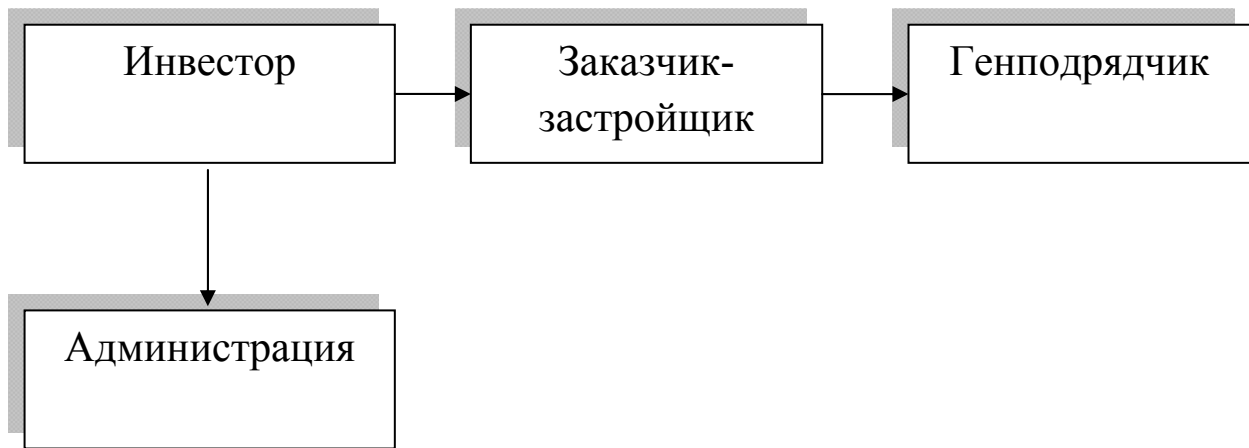 Инвестор
Заказчик-
застройщик
Генподрядчик
Администрация